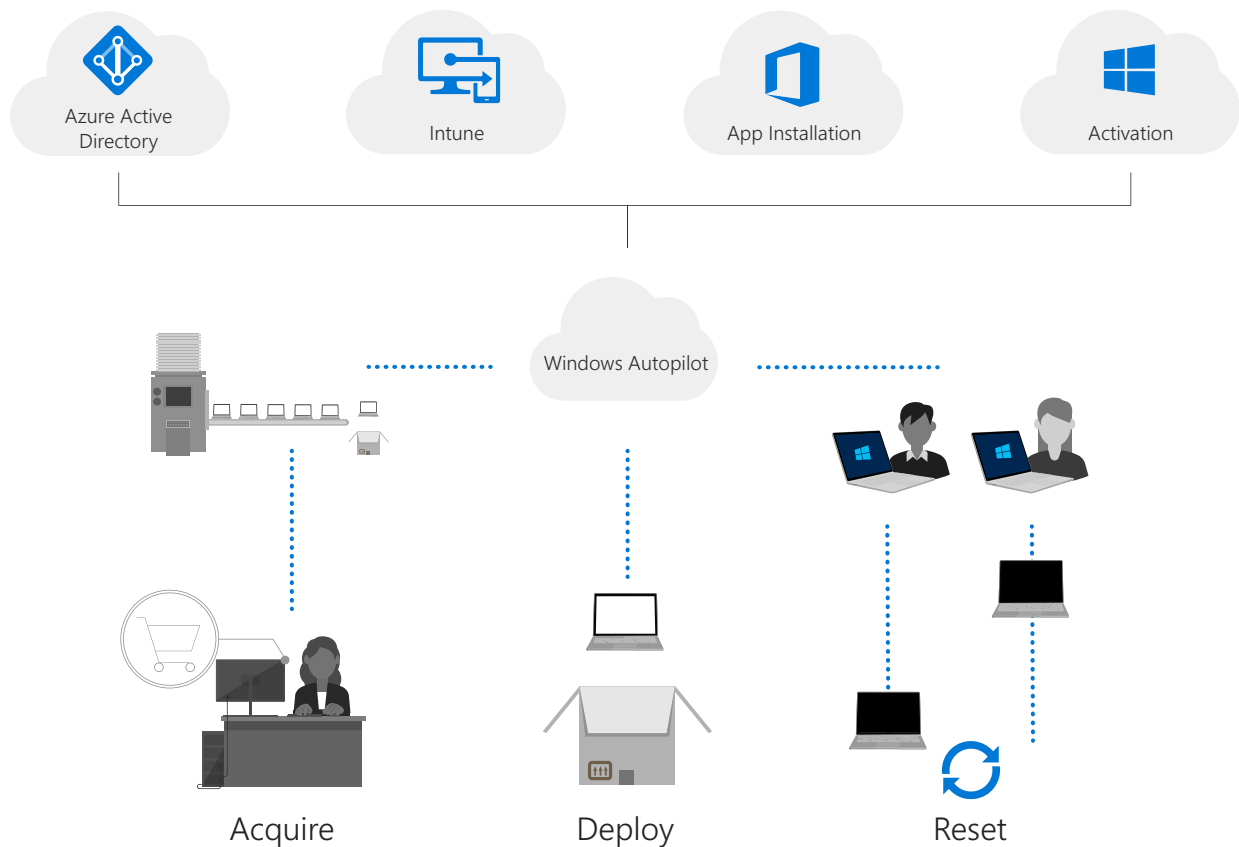 Azure Active
Directory
Intune
App Installation
Activation
Windows Autopilot
Acquire
Deploy
Reset